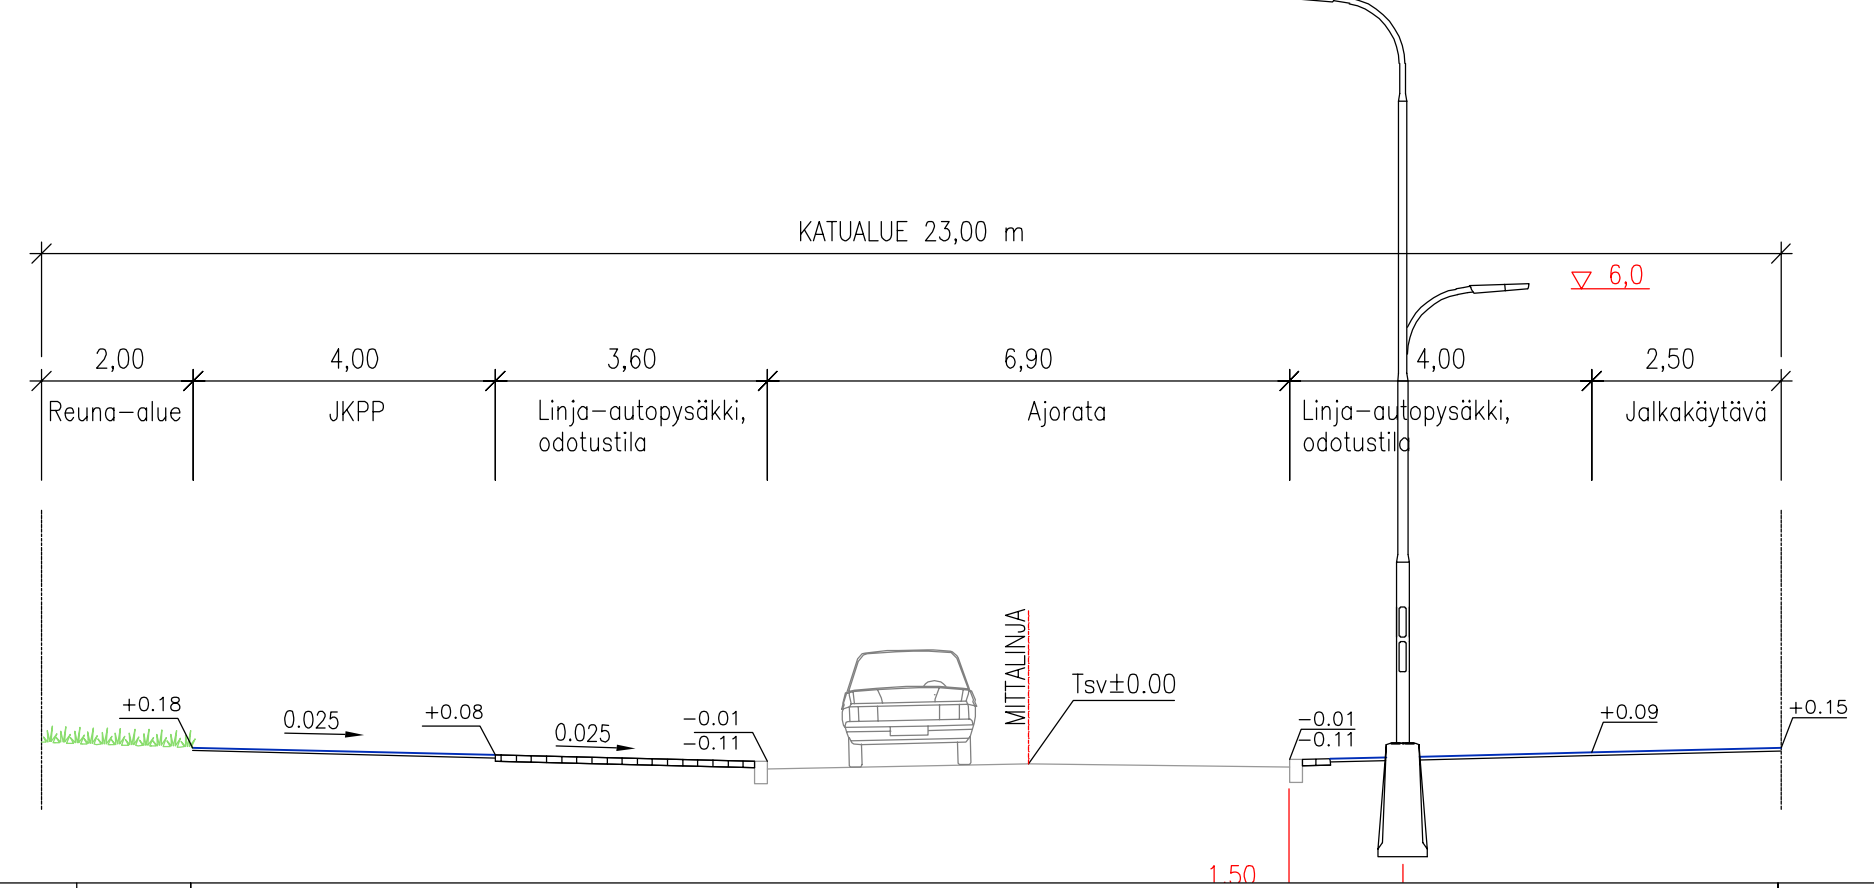 KATUALUE 23,00 m
6,0
2,00
4,00
3,60
6,90
4,00
2,50
Reuna-alue
JKPP
Linja-autopysäkki,
odotustila
Ajorata
Linja-autopysäkki,
odotustila
Jalkakäytävä
MITTALINJA
Tsv±0.00
+0.18
0.025
+0.08
0.025
-0.01
-0.11
-0.01
-0.11
+0.09
+0.15
1,50